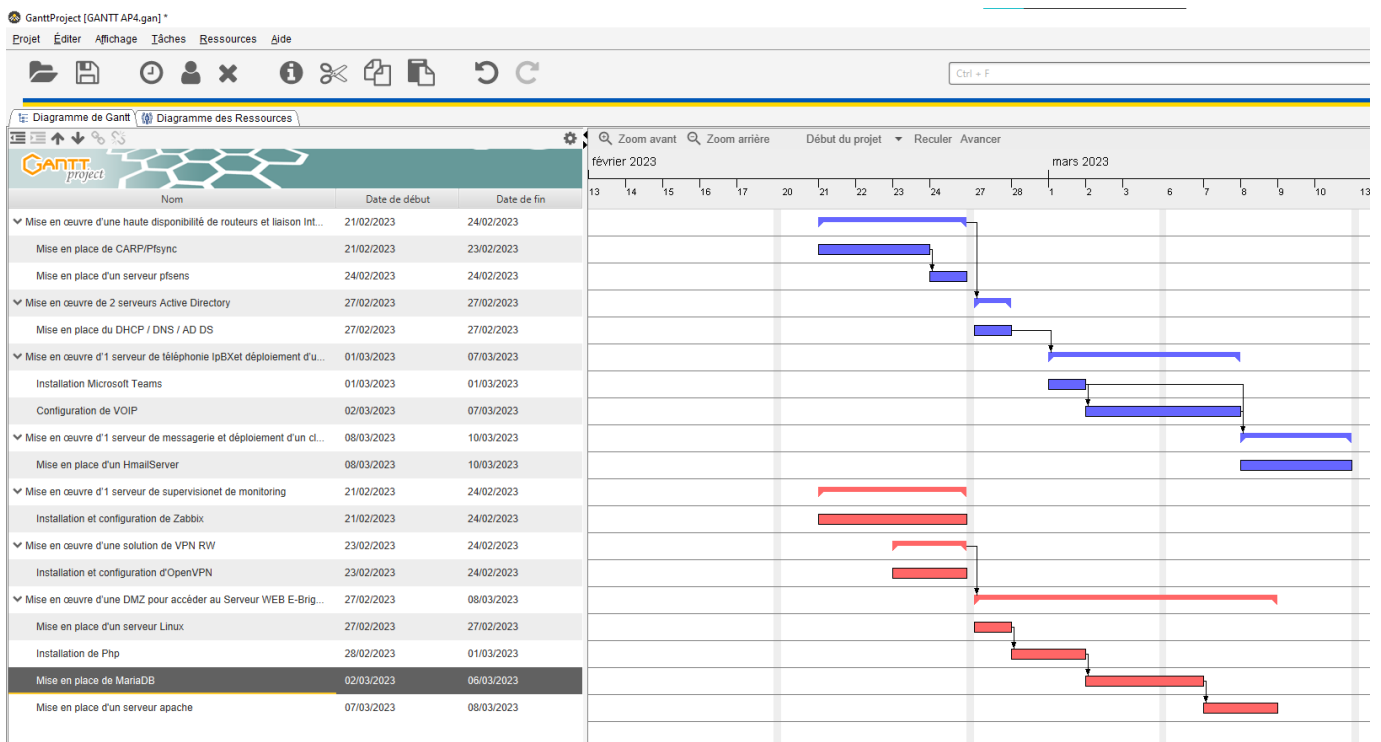 GanttProject [GANTT AP4.gan] *
Projet Éditer Affichage Tâches Ressources Aide
Ctrl + F
Diagramme de Gantt Diagramme des Ressources
Zoom avant Zoom arrière Début du projet Reculer Avancer
GANTT project
février 2023 mars 2023
13 14 15 16 17 20 21 22 23 24 27 28 1 2 3 6 7 8 9 10 13
Nom Date de début Date de fin
Mise en œuvre d'une haute disponibilité de routeurs et liaison Int... 21/02/2023 24/02/2023
Mise en place de CARP/Pfsync 21/02/2023 23/02/2023
Mise en place d'un serveur pfsens 24/02/2023 24/02/2023
Mise en œuvre de 2 serveurs Active Directory 27/02/2023 27/02/2023
Mise en place du DHCP / DNS / AD DS 27/02/2023 27/02/2023
Mise en œuvre d'1 serveur de téléphonie IpBXet déploiement d'u... 01/03/2023 07/03/2023
Installation Microsoft Teams 01/03/2023 01/03/2023
Configuration de VOIP 02/03/2023 07/03/2023
Mise en œuvre d'1 serveur de messagerie et déploiement d'un cl... 08/03/2023 10/03/2023
Mise en place d'un HmailServer 08/03/2023 10/03/2023
Mise en œuvre d'1 serveur de supervisionet de monitoring 21/02/2023 24/02/2023
Installation et configuration de Zabbix 21/02/2023 24/02/2023
Mise en œuvre d'une solution de VPN RW 23/02/2023 24/02/2023
Installation et configuration d'OpenVPN 23/02/2023 24/02/2023
Mise en œuvre d'une DMZ pour accéder au Serveur WEB E-Brig... 27/02/2023 08/03/2023
Mise en place d'un serveur Linux 27/02/2023 27/02/2023
Installation de Php 28/02/2023 01/03/2023
Mise en place de MariaDB 02/03/2023 06/03/2023
Mise en place d'un serveur apache 07/03/2023 08/03/2023